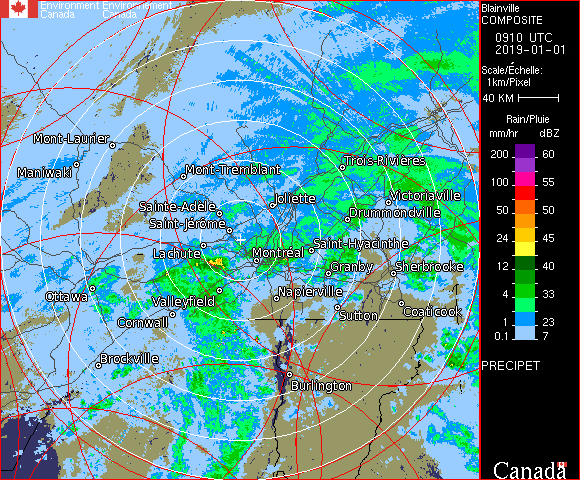 Environment Environnement
Canada Canada
Blainville
COMPOSITE
0910 UTC
2019-01-01
Scale/Échelle:
1km/Pixel
40 KM
Rain/Pluie
mm/hr dBZ
200 60
100 55
50 50
24 45
12 40
4 33
1 23
0.1 7
PRECIPET
Canada
Mont-Laurier
Maniwaki
Mont-Tremblant
Trois-Rivières
Sainte-Adèle
Joliette
Victoriaville
Saint-Jérôme
Drummondville
Lachute
Montréal
Saint-Hyacinthe
Granby
Sherbrooke
Ottawa
Valleyfield
Napierville
Cornwall
Sutton
Coaticook
Brockville
Burlington